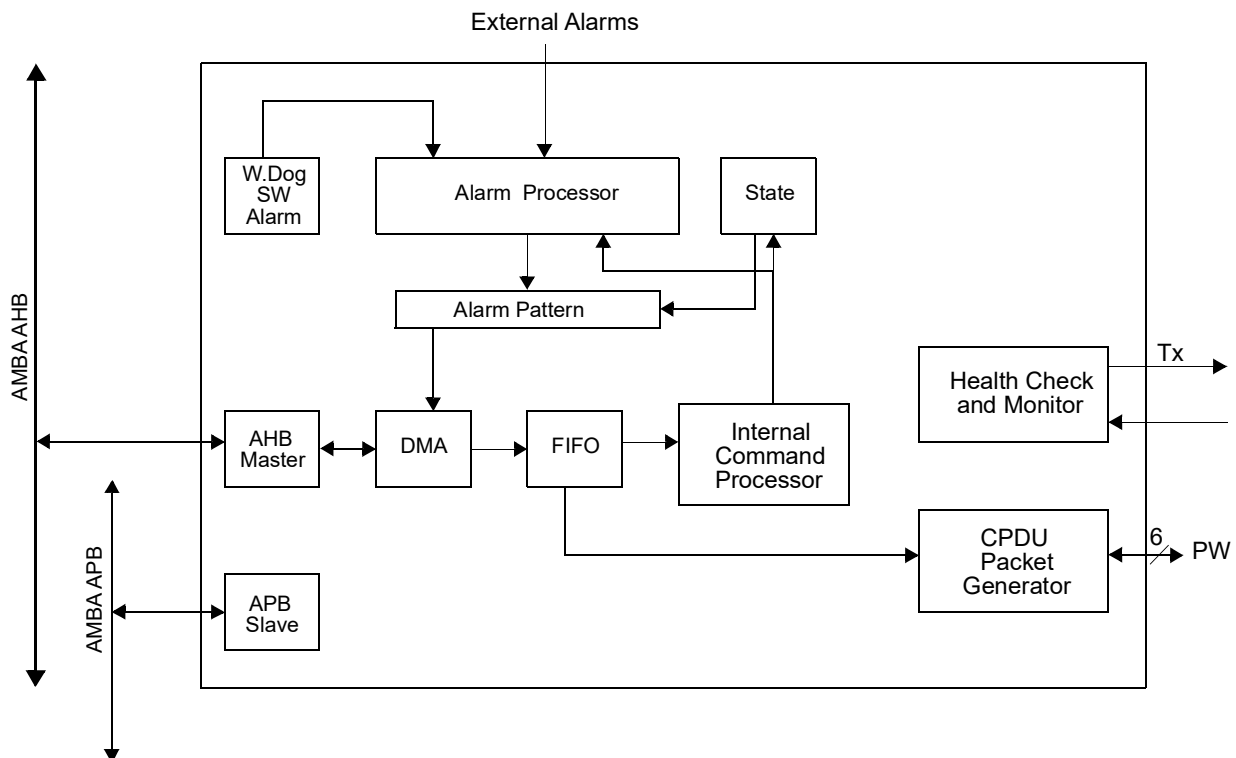 External Alarms
W.Dog
SW
Alarm
Alarm Processor
State
Alarm Pattern
AMBA AHB
Health Check
and Monitor
Tx
AHB
Master
DMA
FIFO
Internal
Command
Processor
CPDU
Packet
Generator
6
PW
AMBA APB
APB
Slave